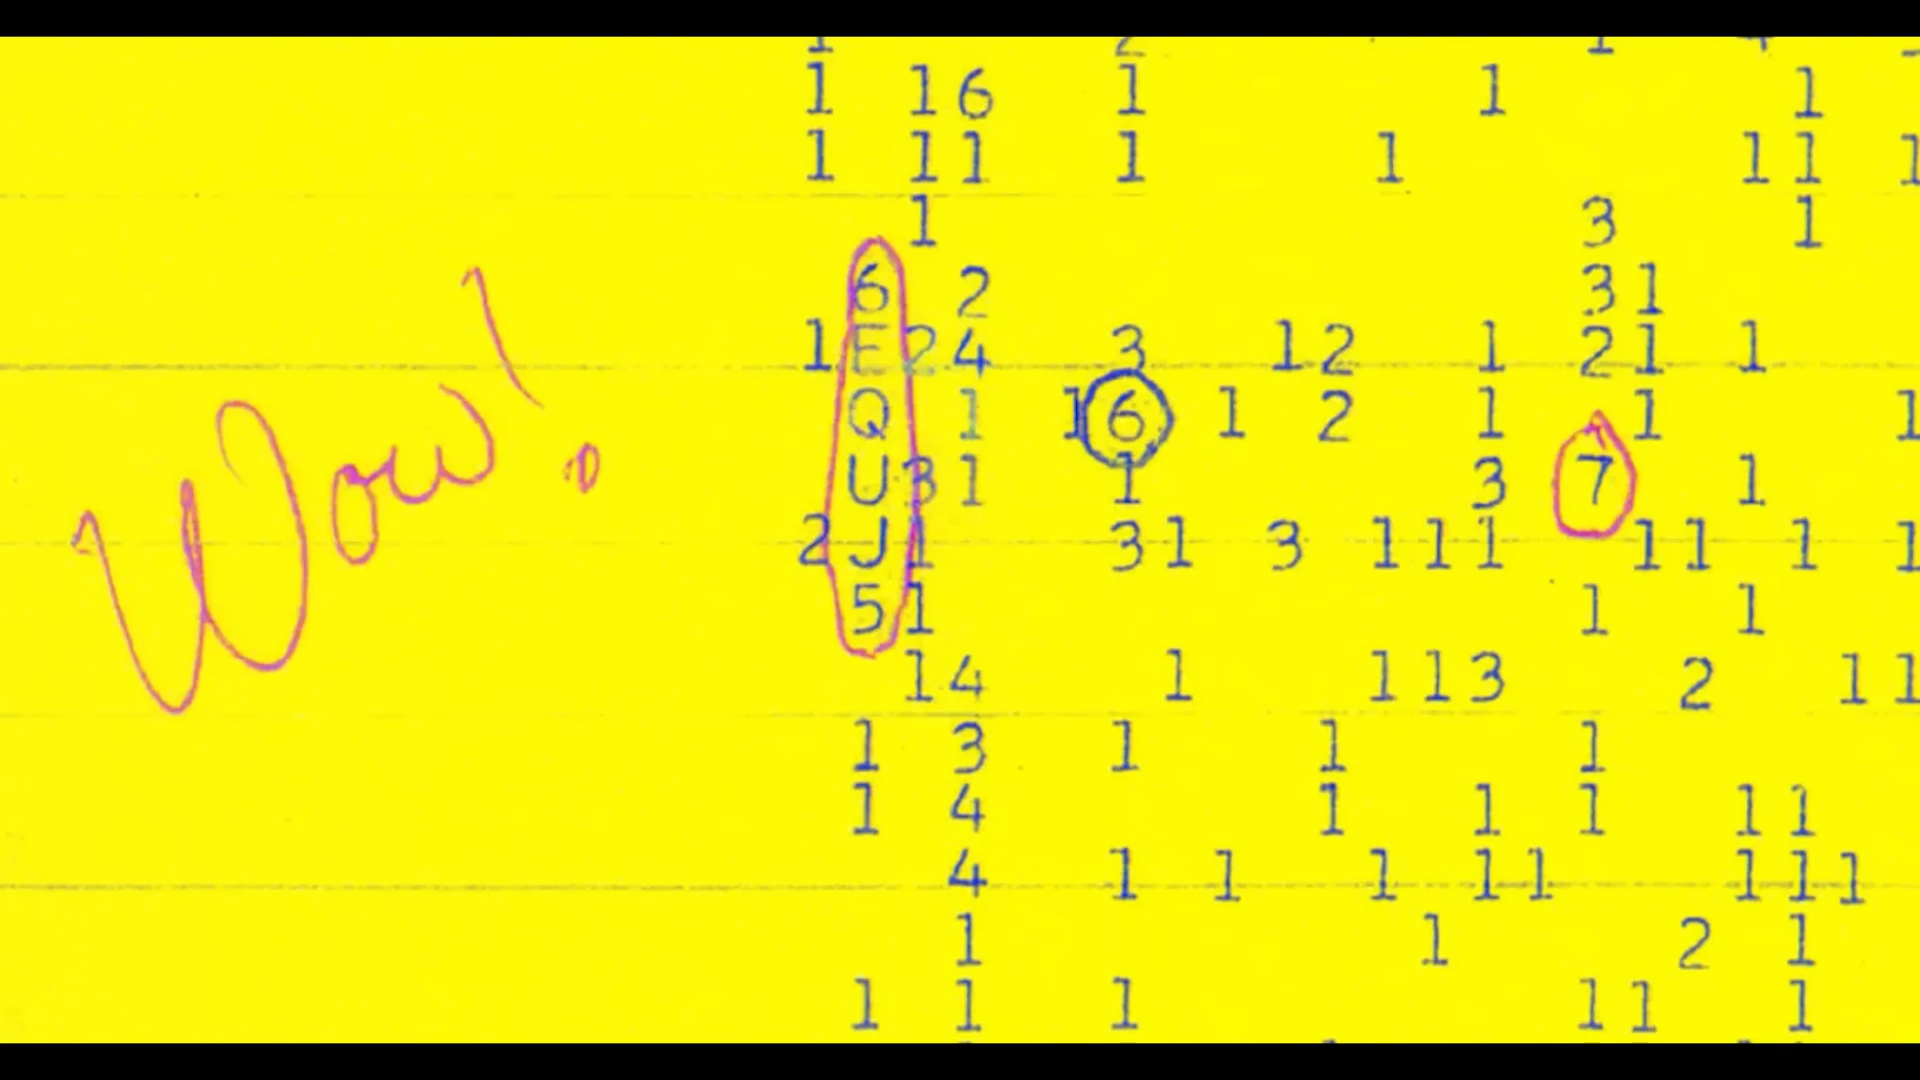 1 16 1 1 1
1 11 1 1 11 1
1 3 1
6 2 31
1E24 3 12 1 21 1
Q 1 16 1 2 1 1 1
U31 1 3 7 1
2J1 31 3 111 11 1 1
51 1 1
14 1 113 2 11
1 3 1 1 1
1 4 1 1 1 11
4 1 1 1 11 111
1 1 2 1
1 1 1 11 1
Wow!